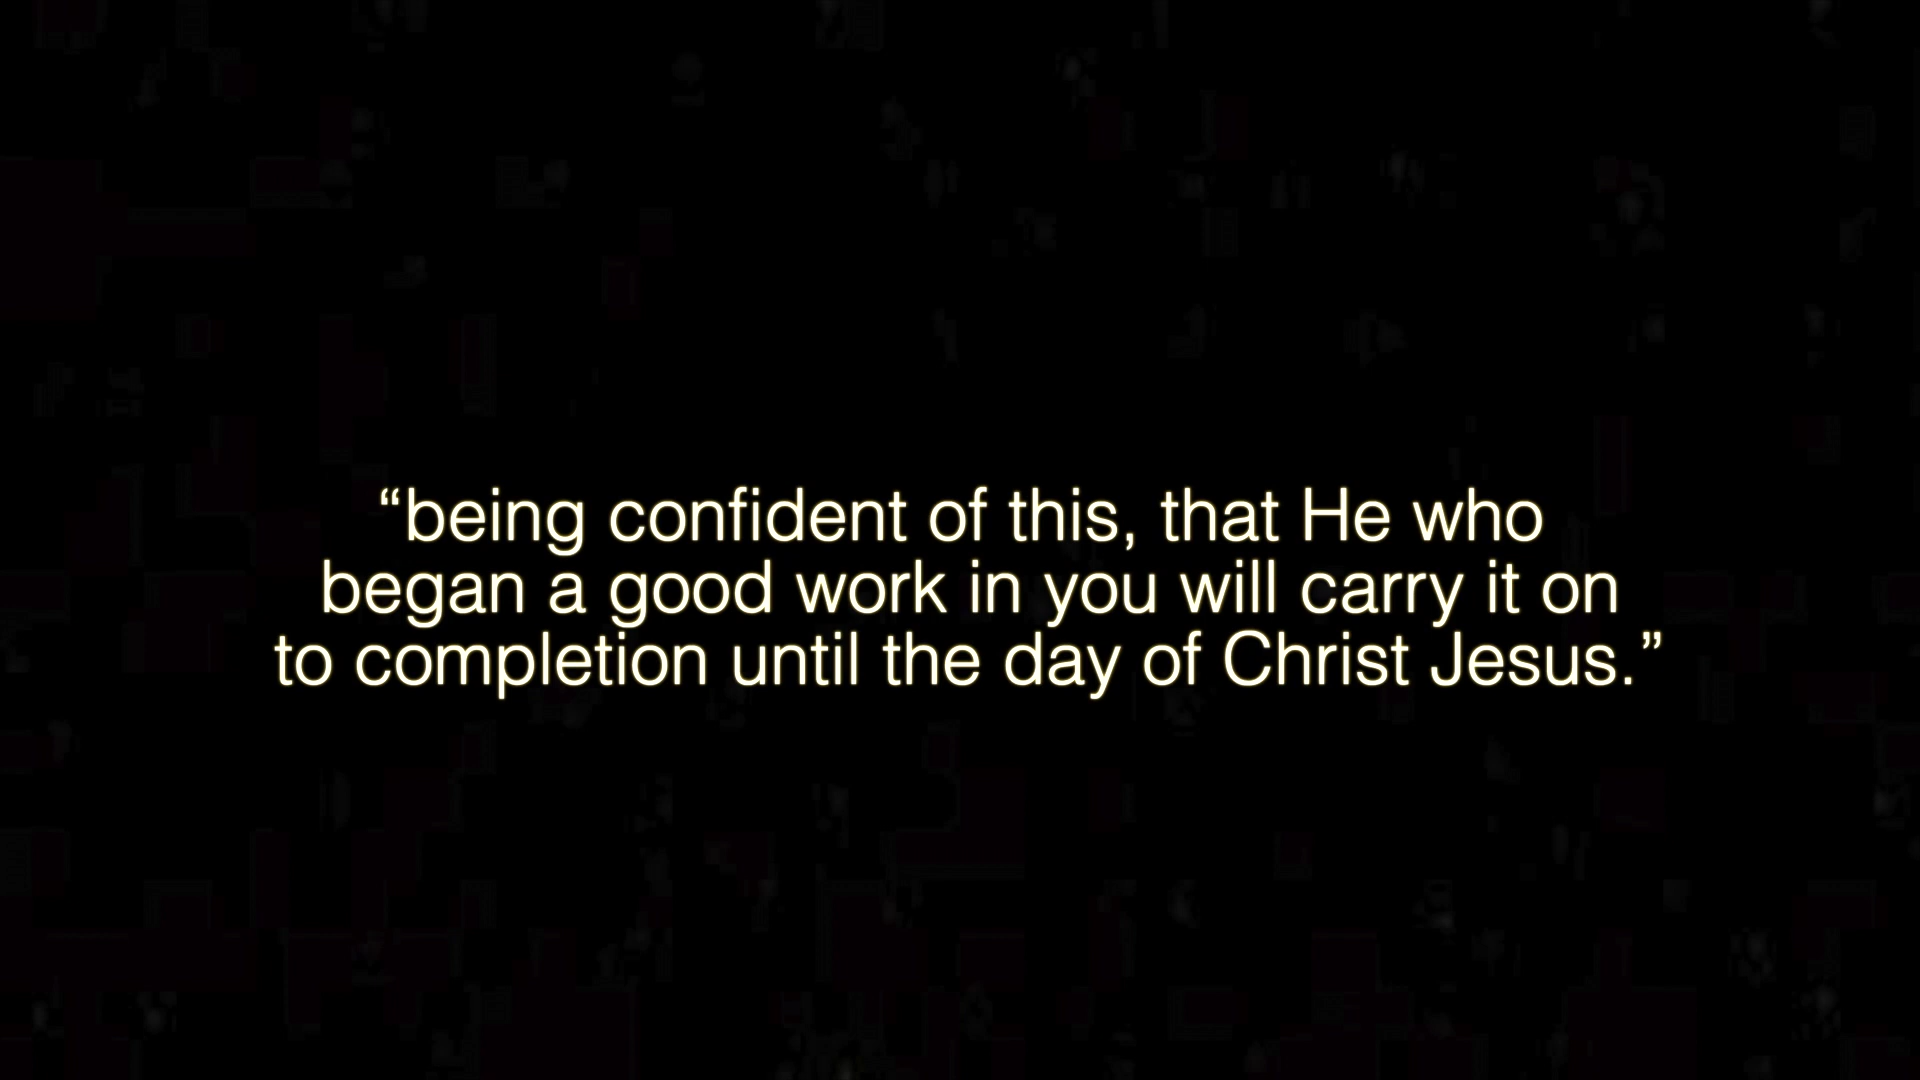 “being confident of this, that He who
began a good work in you will carry it on
to completion until the day of Christ Jesus.”